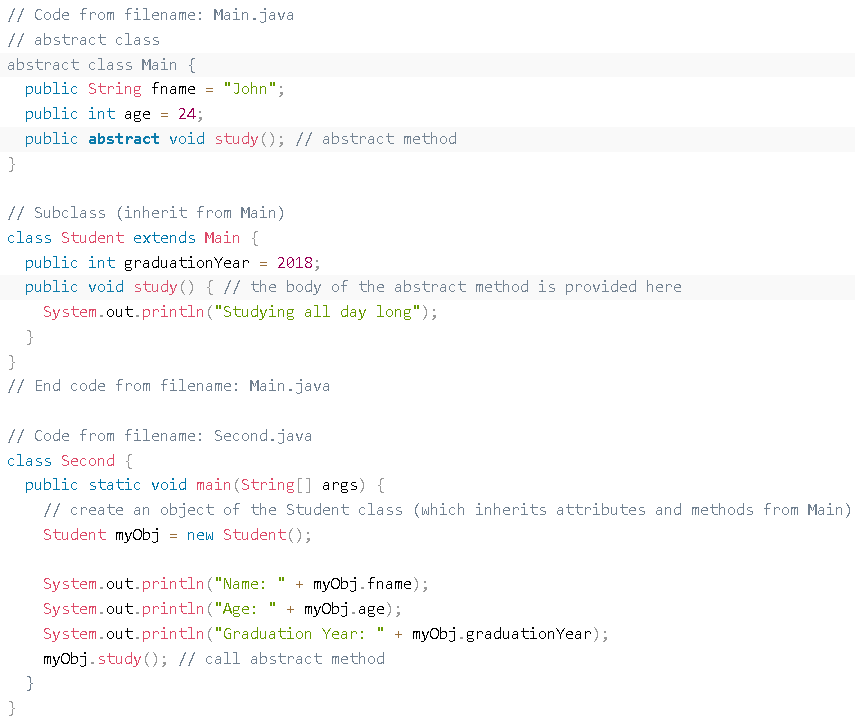 // Code from filename: Main.java
// abstract class
abstract class Main {
  public String fname = "John";
  public int age = 24;
  public abstract void study(); // abstract method
}

// Subclass (inherit from Main)
class Student extends Main {
  public int graduationYear = 2018;
  public void study() { // the body of the abstract method is provided here
    System.out.println("Studying all day long");
  }
}
// End code from filename: Main.java

// Code from filename: Second.java
class Second {
  public static void main(String[] args) {
    // create an object of the Student class (which inherits attributes and methods from Main)
    Student myObj = new Student();

    System.out.println("Name: " + myObj.fname);
    System.out.println("Age: " + myObj.age);
    System.out.println("Graduation Year: " + myObj.graduationYear);
    myObj.study(); // call abstract method
  }
}